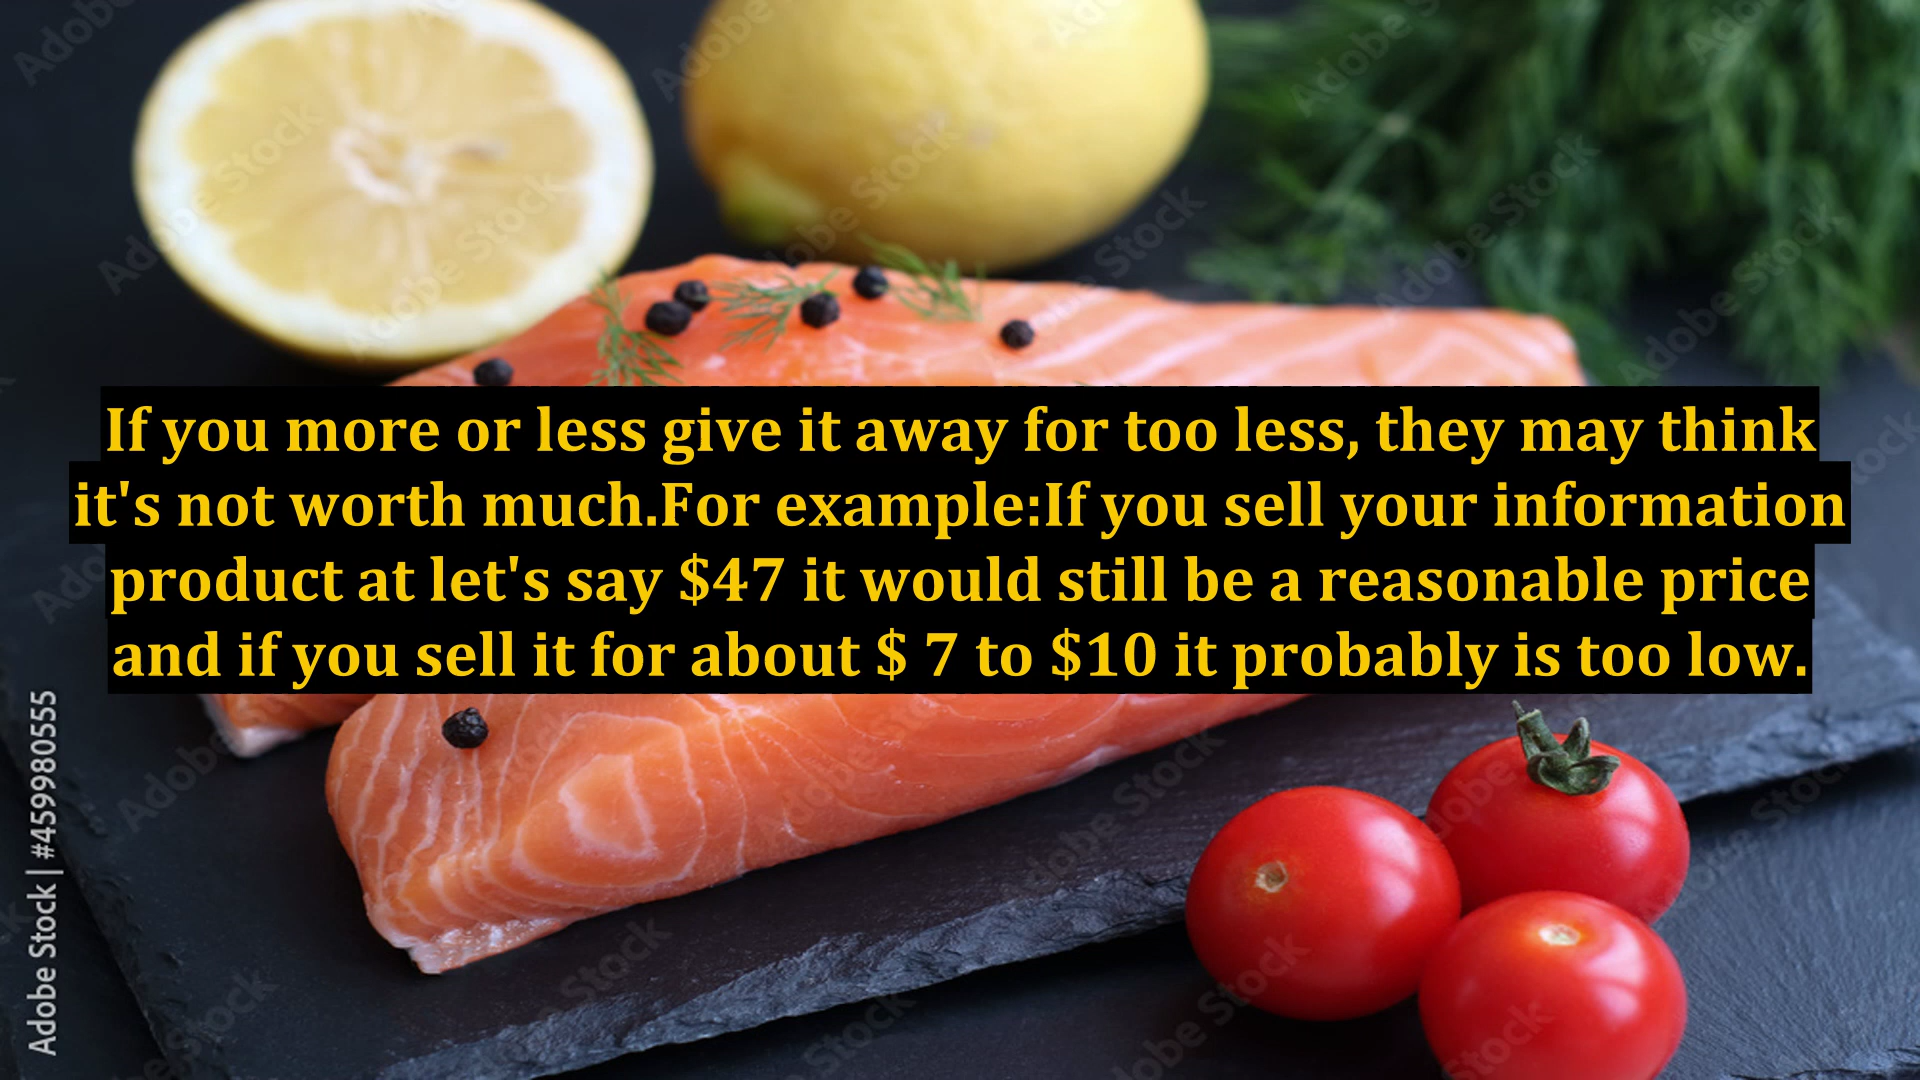 If you more or less give it away for too less, they may think
it's not worth much.For example:If you sell your information
product at let's say $47 it would still be a reasonable price
and if you sell it for about $ 7 to $10 it probably is too low.
Adobe Stock | #459980555